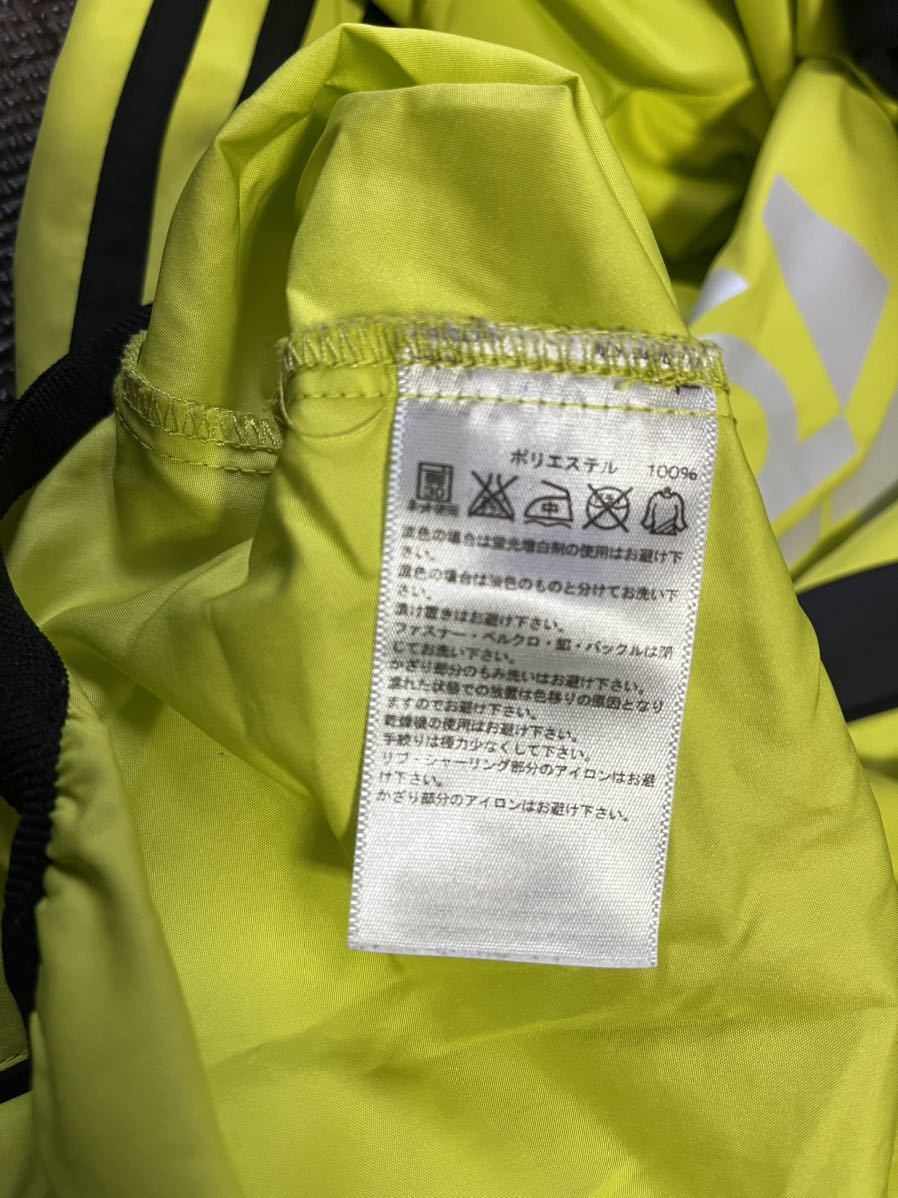 ポリエステル 100%
30
ネット使用
中
淡色の場合は蛍光増白剤の使用はお避け下
さい。
濃色の場合は淡色のものと分けてお洗い下
さい。
漬け置きはお避け下さい。
ファスナー・ベルクロ・釦・バックルは閉
じてお洗い下さい。
かざり部分のもみ洗いはお避け下さい。
濡れた状態での放置は色移りの原因となり
ますのでお避け下さい。
乾燥機の使用はお避け下さい。
手絞りは極力少なくして下さい。
リブ・シャーリング部分のアイロンはお避
け下さい。
かざり部分のアイロンはお避け下さい。